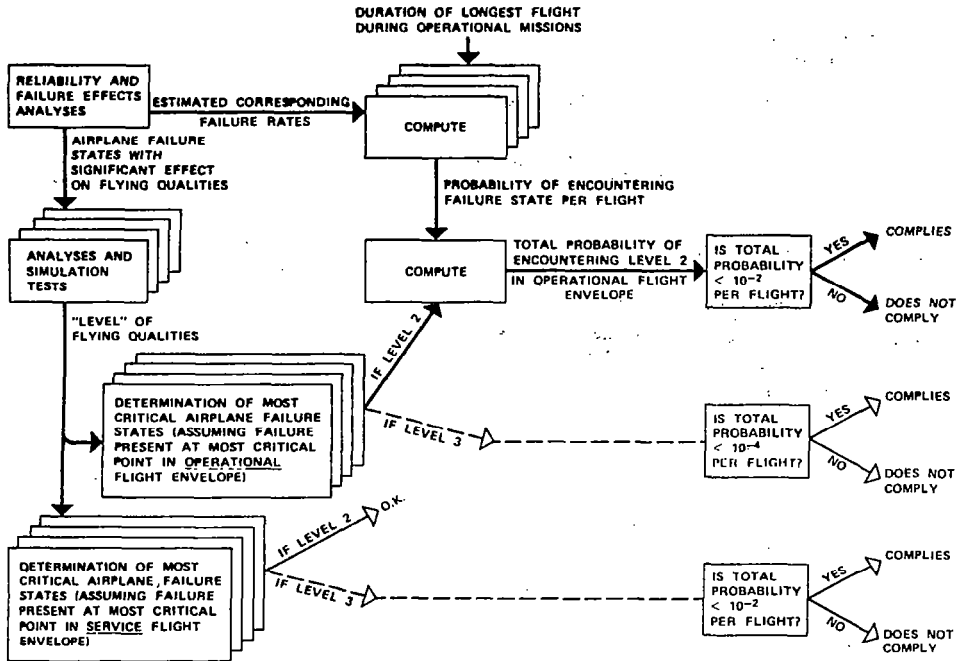 DURATION OF LONGEST FLIGHT
DURING OPERATIONAL MISSIONS
RELIABILITY AND
FAILURE EFFECTS
ANALYSES
ESTIMATED CORRESPONDING
FAILURE RATES
COMPUTE
AIRPLANE FAILURE
STATES WITH
SIGNIFICANT EFFECT
ON FLYING QUALITIES
PROBABILITY OF ENCOUNTERING
FAILURE STATE PER FLIGHT
ANALYSES AND
SIMULATION
TESTS
COMPUTE
TOTAL PROBABILITY OF
ENCOUNTERING LEVEL 2
IN OPERATIONAL FLIGHT
ENVELOPE
IS TOTAL
PROBABILITY
< 10⁻²
PER FLIGHT?
YES
COMPLIES
NO
DOES NOT
COMPLY
"LEVEL" OF
FLYING QUALITIES
IF LEVEL 2
DETERMINATION OF MOST
CRITICAL AIRPLANE FAILURE
STATES (ASSUMING FAILURE
PRESENT AT MOST CRITICAL
POINT IN OPERATIONAL
FLIGHT ENVELOPE)
IF LEVEL 3
IS TOTAL
PROBABILITY
< 10⁻⁴
PER FLIGHT?
YES
COMPLIES
NO
DOES NOT
COMPLY
IF LEVEL 2
O.K.
DETERMINATION OF MOST
CRITICAL AIRPLANE, FAILURE
STATES (ASSUMING FAILURE
PRESENT AT MOST CRITICAL
POINT IN SERVICE FLIGHT
ENVELOPE)
IF LEVEL 3
IS TOTAL
PROBABILITY
< 10⁻²
PER FLIGHT?
YES
COMPLIES
NO
DOES NOT
COMPLY